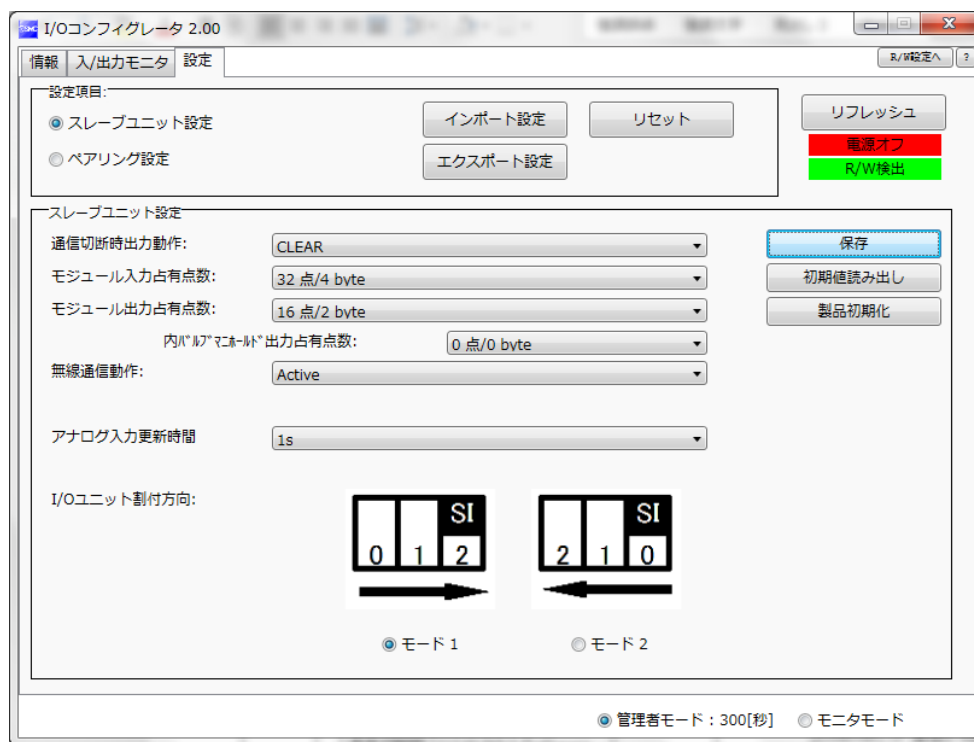 I/Oコンフィグレータ 2.00
情報 入/出力モニタ 設定 R/W設定へ ?
設定項目:
スレーブユニット設定 インポート設定 リセット リフレッシュ
電源オフ
ペアリング設定 エクスポート設定 R/W検出
スレーブユニット設定
通信切断時出力動作: CLEAR 保存
モジュール入力占有点数: 32 点/4 byte 初期値読み出し
モジュール出力占有点数: 16 点/2 byte 製品初期化
内ﾊﾞﾙﾌﾞﾏﾆﾎｰﾙﾄﾞ出力占有点数: 0 点/0 byte
無線通信動作: Active
アナログ入力更新時間 1s
I/Oユニット割付方向:
SI SI
0 1 2 2 1 0
モード 1 モード 2
管理者モード : 300[秒] モニタモード